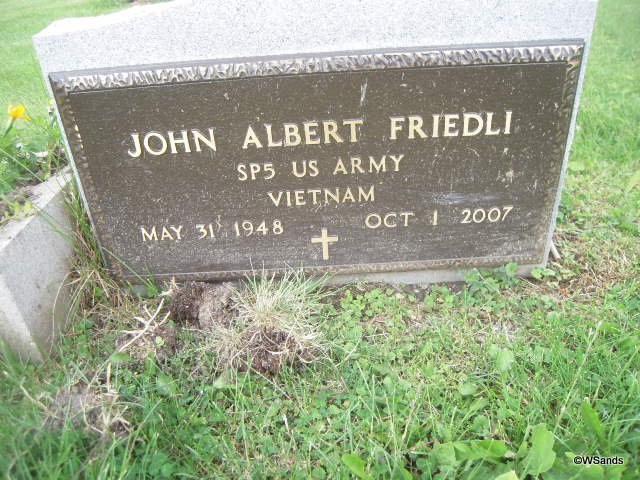 JOHN ALBERT FRIEDLI
SP5 US ARMY
VIETNAM
MAY 31 1948 OCT 1 2007
©WSands